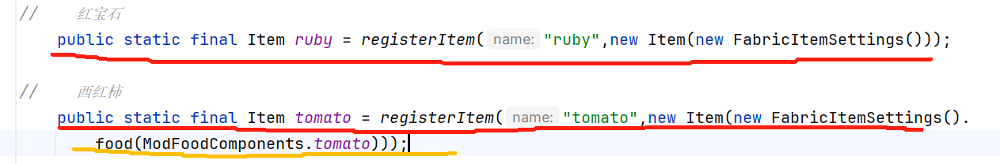 // 红宝石
public static final Item ruby = registerItem( name: "ruby",new Item(new FabricItemSettings()));
// 西红柿
public static final Item tomato = registerItem( name: "tomato",new Item(new FabricItemSettings().
food(ModFoodComponents.tomato)));